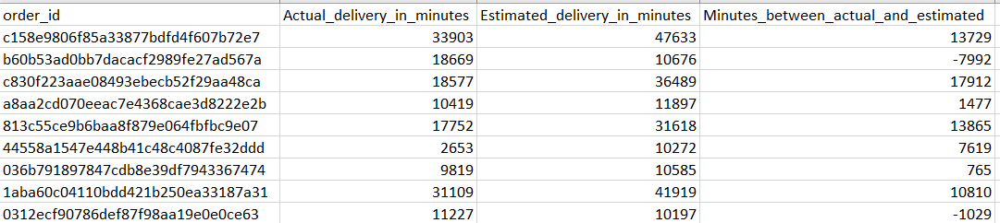 order_id Actual_delivery_in_minutes Estimated_delivery_in_minutes Minutes_between_actual_and_estimated
c158e9806f85a33877bdfd4f607b72e7 33903 47633 13729
b60b53ad0bb7dacacf2989fe27ad567a 18669 10676 -7992
c830f223aae08493ebecb52f29aa48ca 18577 36489 17912
a8aa2cd070eeac7e4368cae3d8222e2b 10419 11897 1477
813c55ce9b6baa8f879e064fbfbc9e07 17752 31618 13865
44558a1547e448b41c48c4087fe32ddd 2653 10272 7619
036b791897847cdb8e39df7943367474 9819 10585 765
1aba60c04110bdd421b250ea33187a31 31109 41919 10810
0312ecf90786def87f98aa19e0e0ce63 11227 10197 -1029